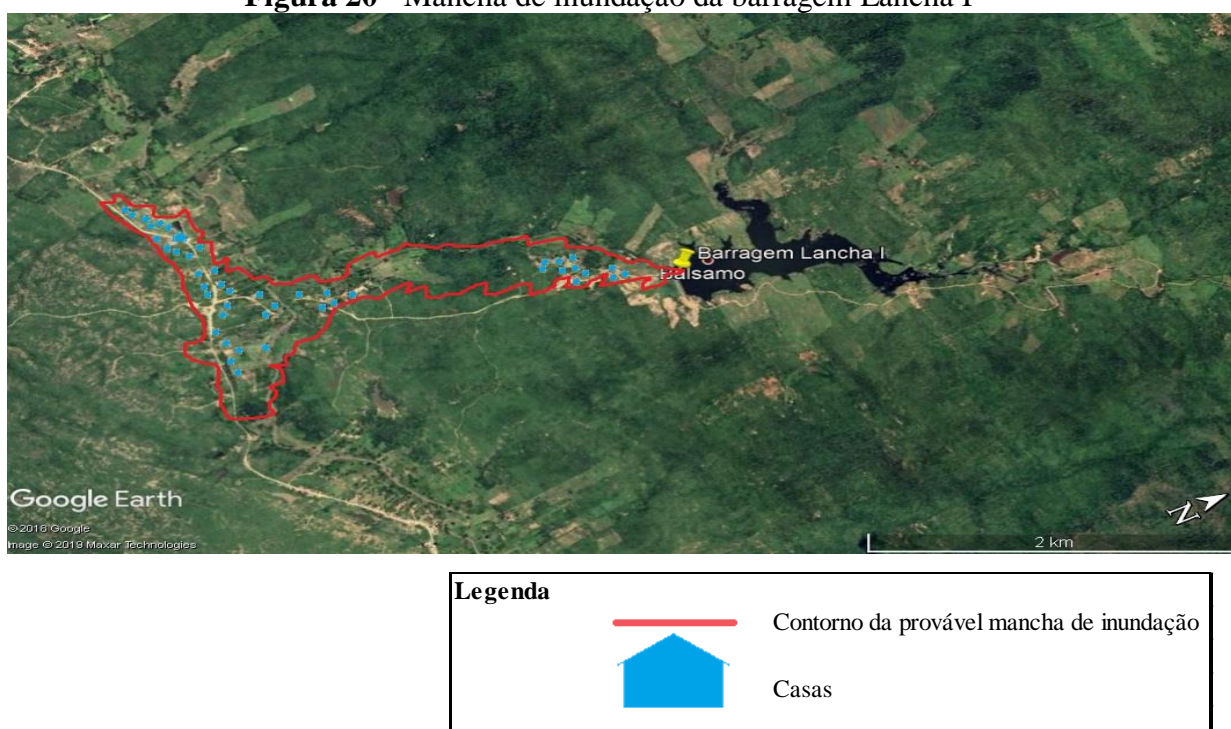 Figura 20 - Mancha de inundação da barragem Lancha I
Barragem Lancha I
Balsamo
Google Earth
©2018 Google
Image © 2019 Maxar Technologies
N
2 km
Legenda
Contorno da provável mancha de inundação
Casas